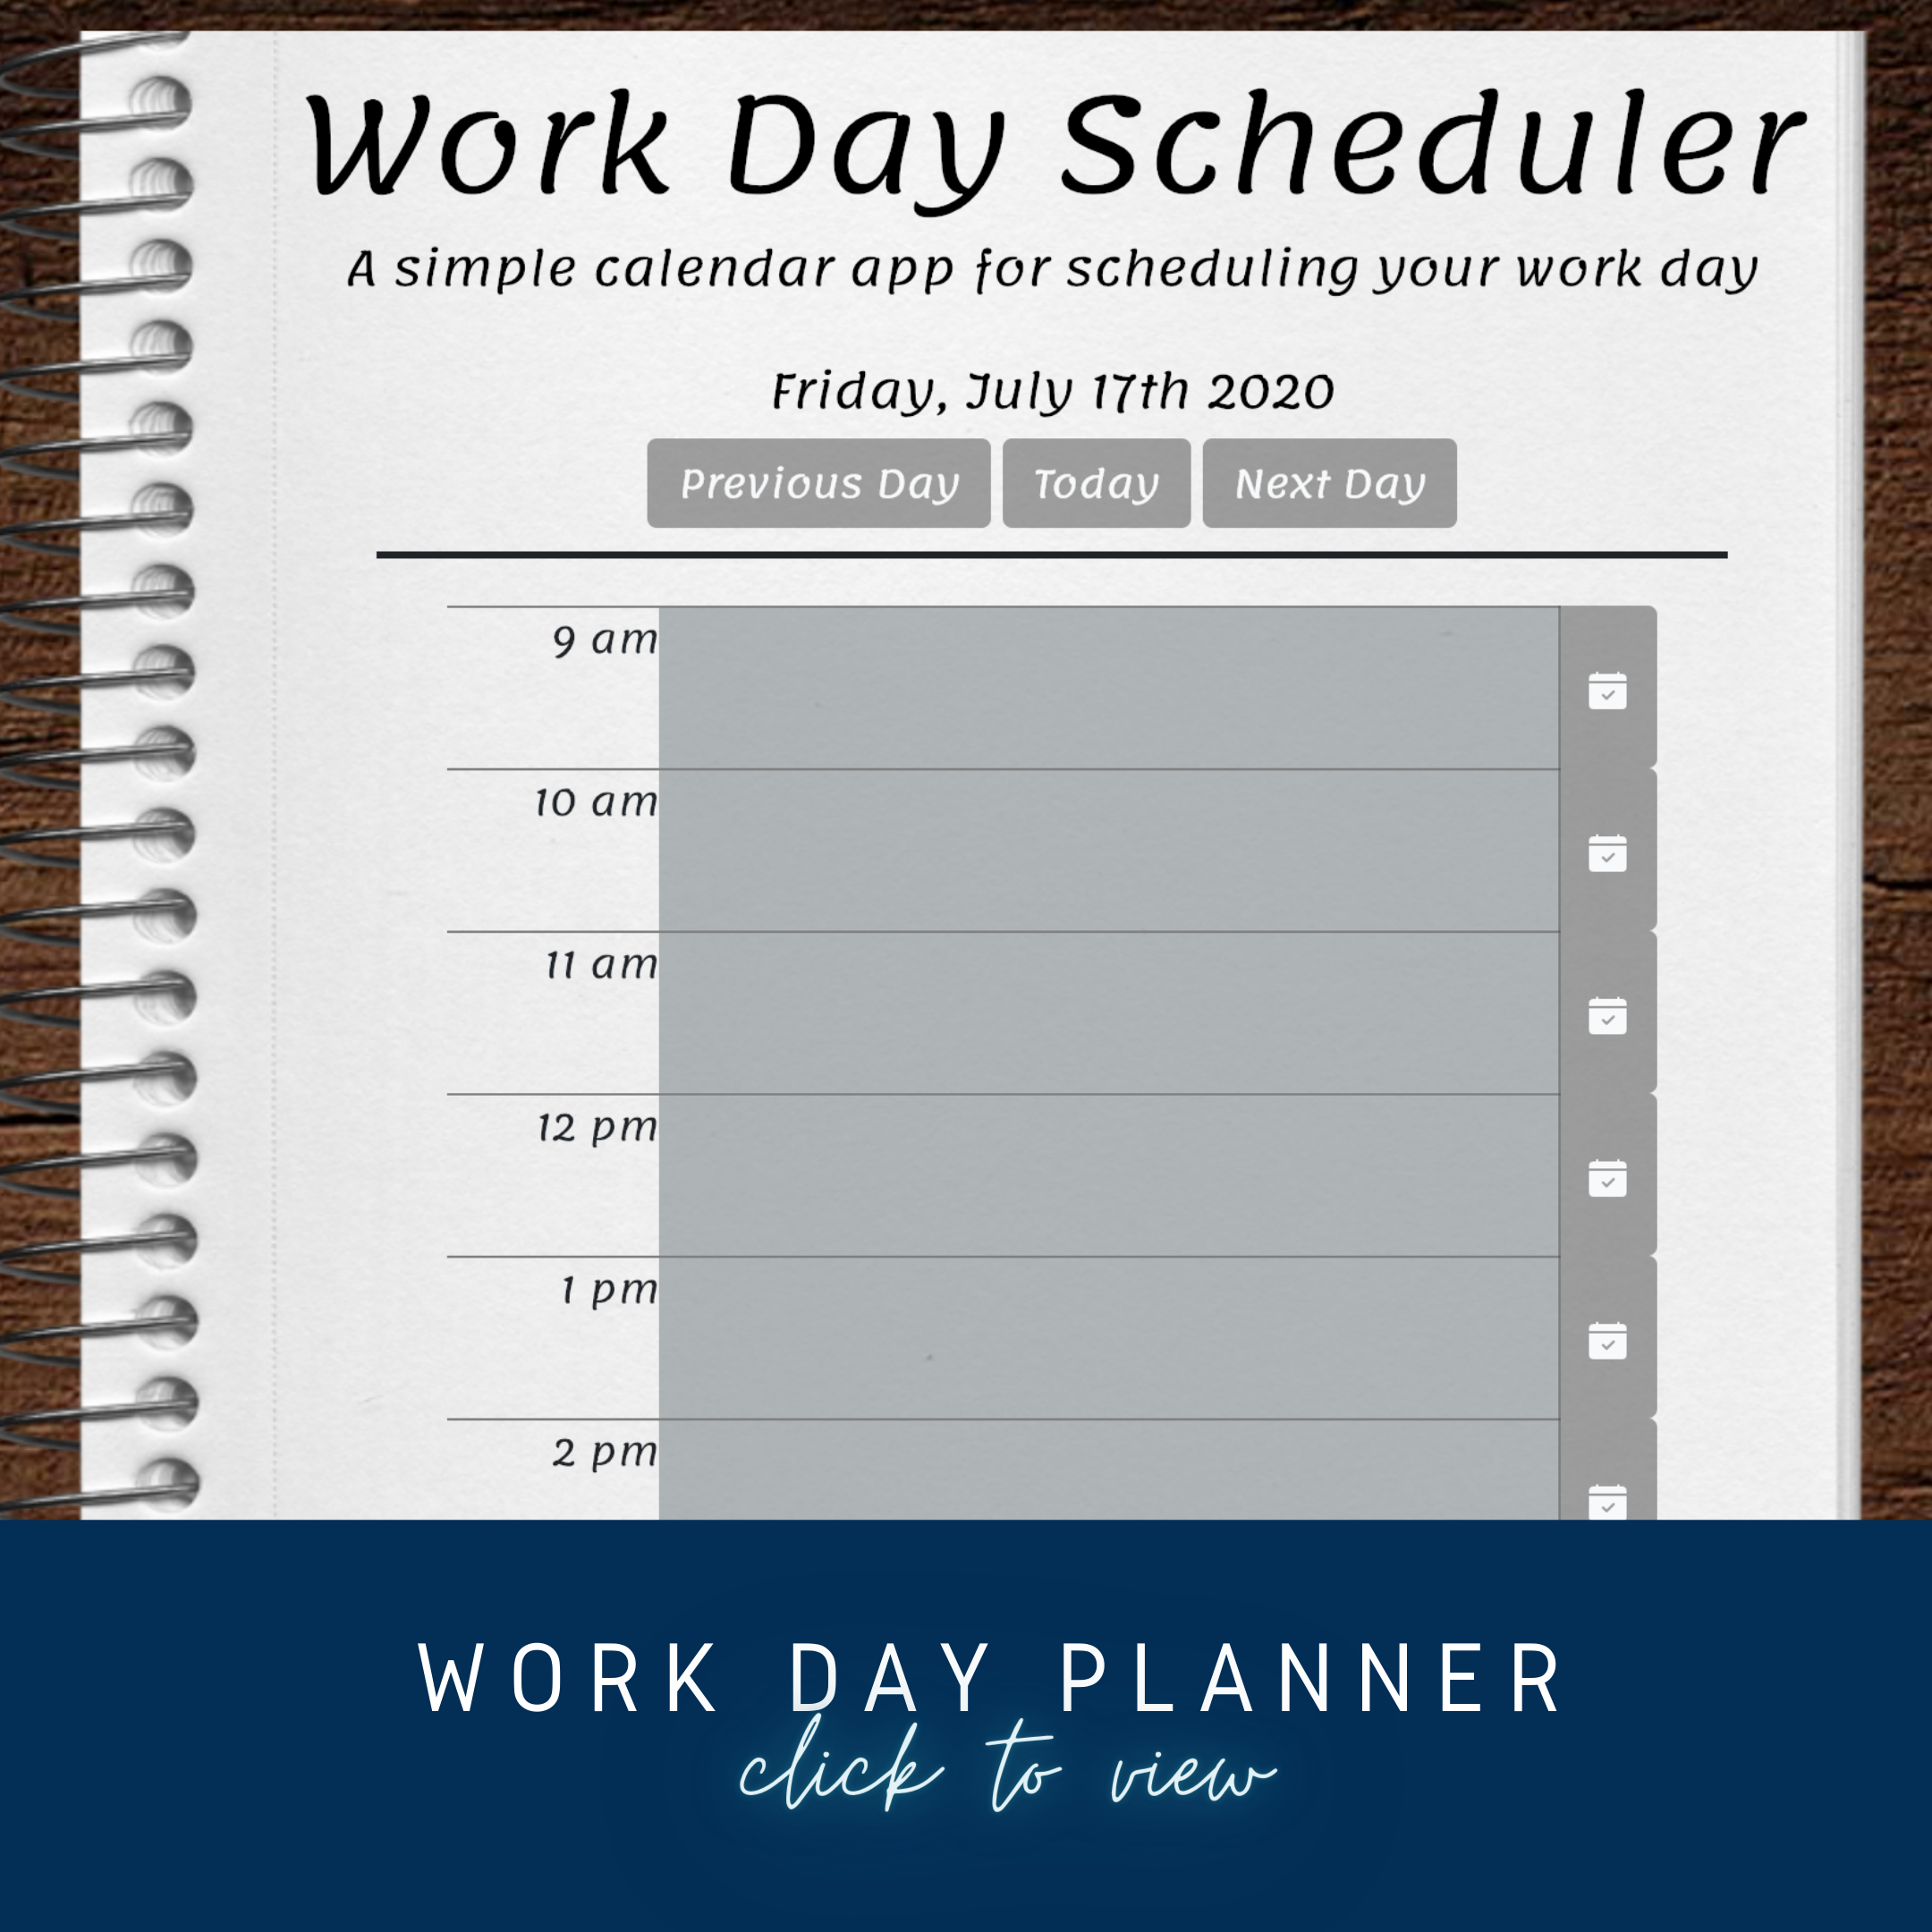 Work Day Scheduler
A simple calendar app for scheduling your work day
Friday, July 17th 2020
Previous Day Today Next Day
9 am
10 am
11 am
12 pm
1 pm
2 pm
WORK DAY PLANNER
click to view